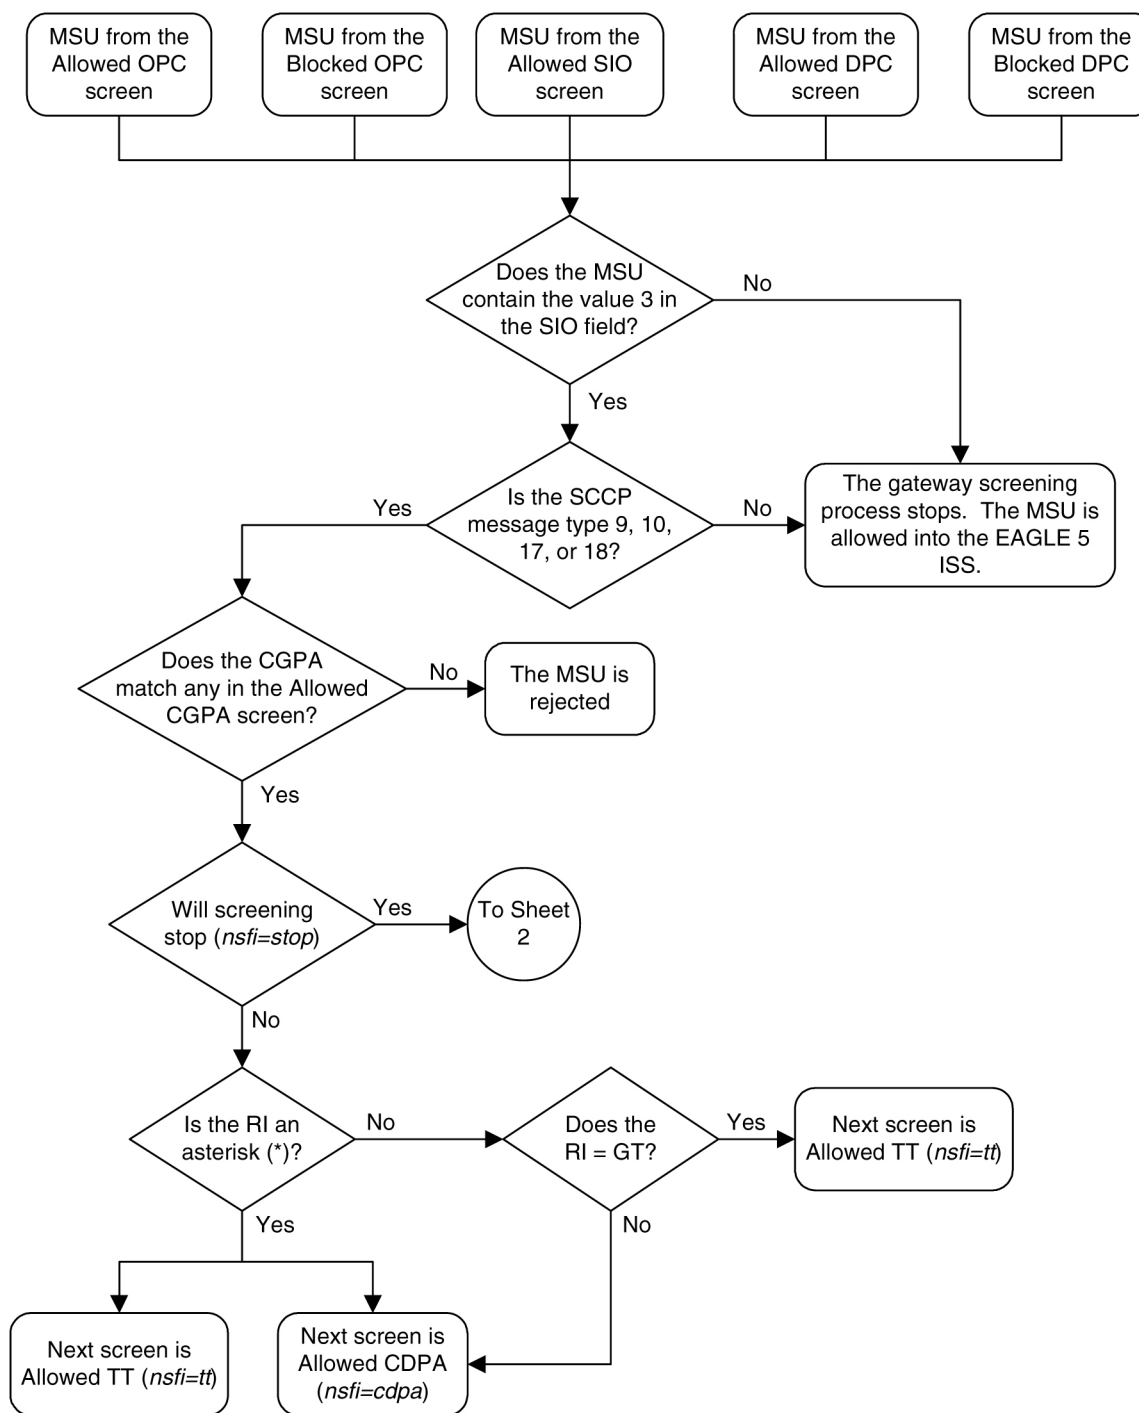 MSU from the
Allowed OPC
screen
MSU from the
Blocked OPC
screen
MSU from the
Allowed SIO
screen
MSU from the
Allowed DPC
screen
MSU from the
Blocked DPC
screen
Does the MSU
contain the value 3 in
the SIO field?
No
Yes
Is the SCCP
message type 9, 10,
17, or 18?
Yes
No
The gateway screening
process stops. The MSU is
allowed into the EAGLE 5
ISS.
Does the CGPA
match any in the Allowed
CGPA screen?
No
The MSU is
rejected
Yes
Will screening
stop (nsfi=stop)
Yes
To Sheet
2
No
Is the RI an
asterisk (*)?
No
Does the
RI = GT?
Yes
Next screen is
Allowed TT (nsfi=tt)
Yes
No
Next screen is
Allowed TT (nsfi=tt)
Next screen is
Allowed CDPA
(nsfi=cdpa)